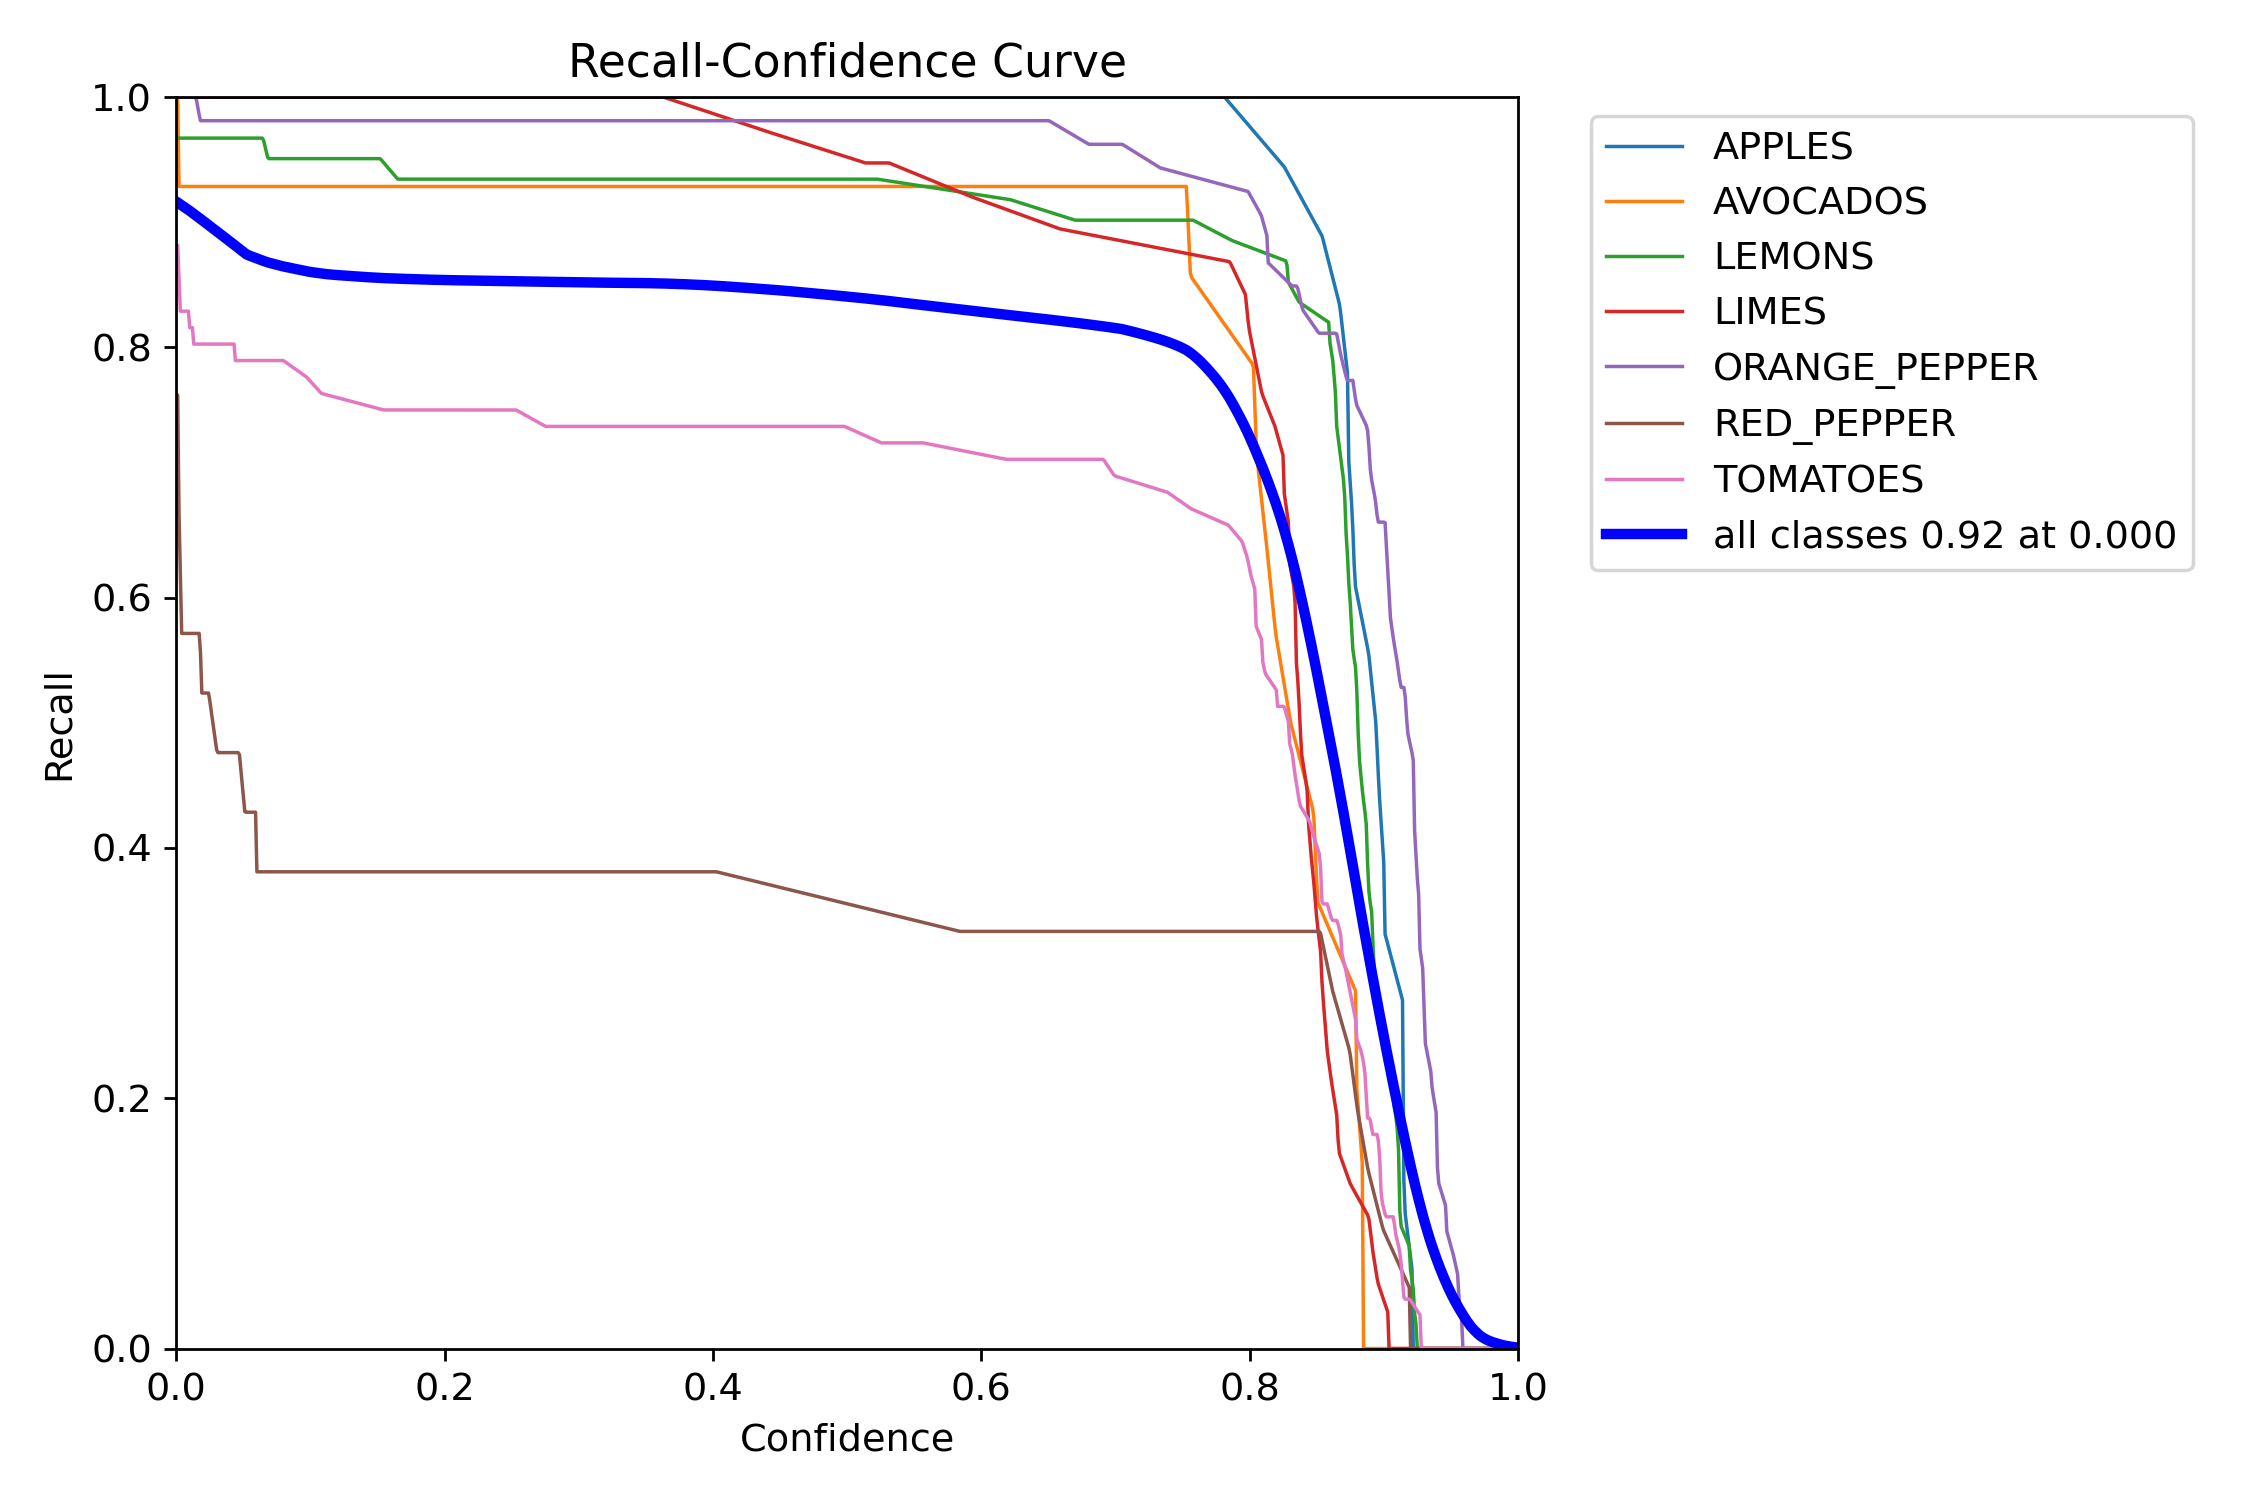 Recall-Confidence Curve
1.0
0.8
0.6
0.4
0.2
0.0
Recall
0.0 0.2 0.4 0.6 0.8 1.0
Confidence
APPLES
AVOCADOS
LEMONS
LIMES
ORANGE_PEPPER
RED_PEPPER
TOMATOES
all classes 0.92 at 0.000